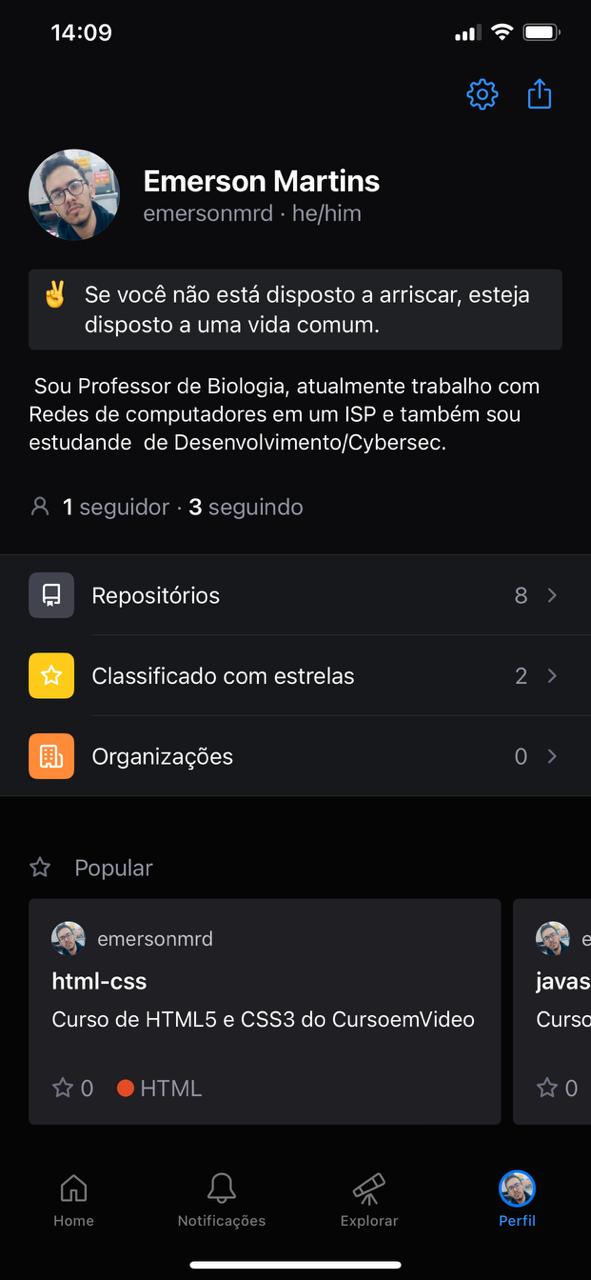 14:09
Emerson Martins
emersonmrd · he/him
✌️ Se você não está disposto a arriscar, esteja
disposto a uma vida comum.
Sou Professor de Biologia, atualmente trabalho com
Redes de computadores em um ISP e também sou
estudande  de Desenvolvimento/Cybersec.
1 seguidor · 3 seguindo
Repositórios 8
Classificado com estrelas 2
Organizações 0
Popular
emersonmrd
html-css
Curso de HTML5 e CSS3 do CursoemVideo
0 HTML
e
javas
Curso
0
Home Notificações Explorar Perfil